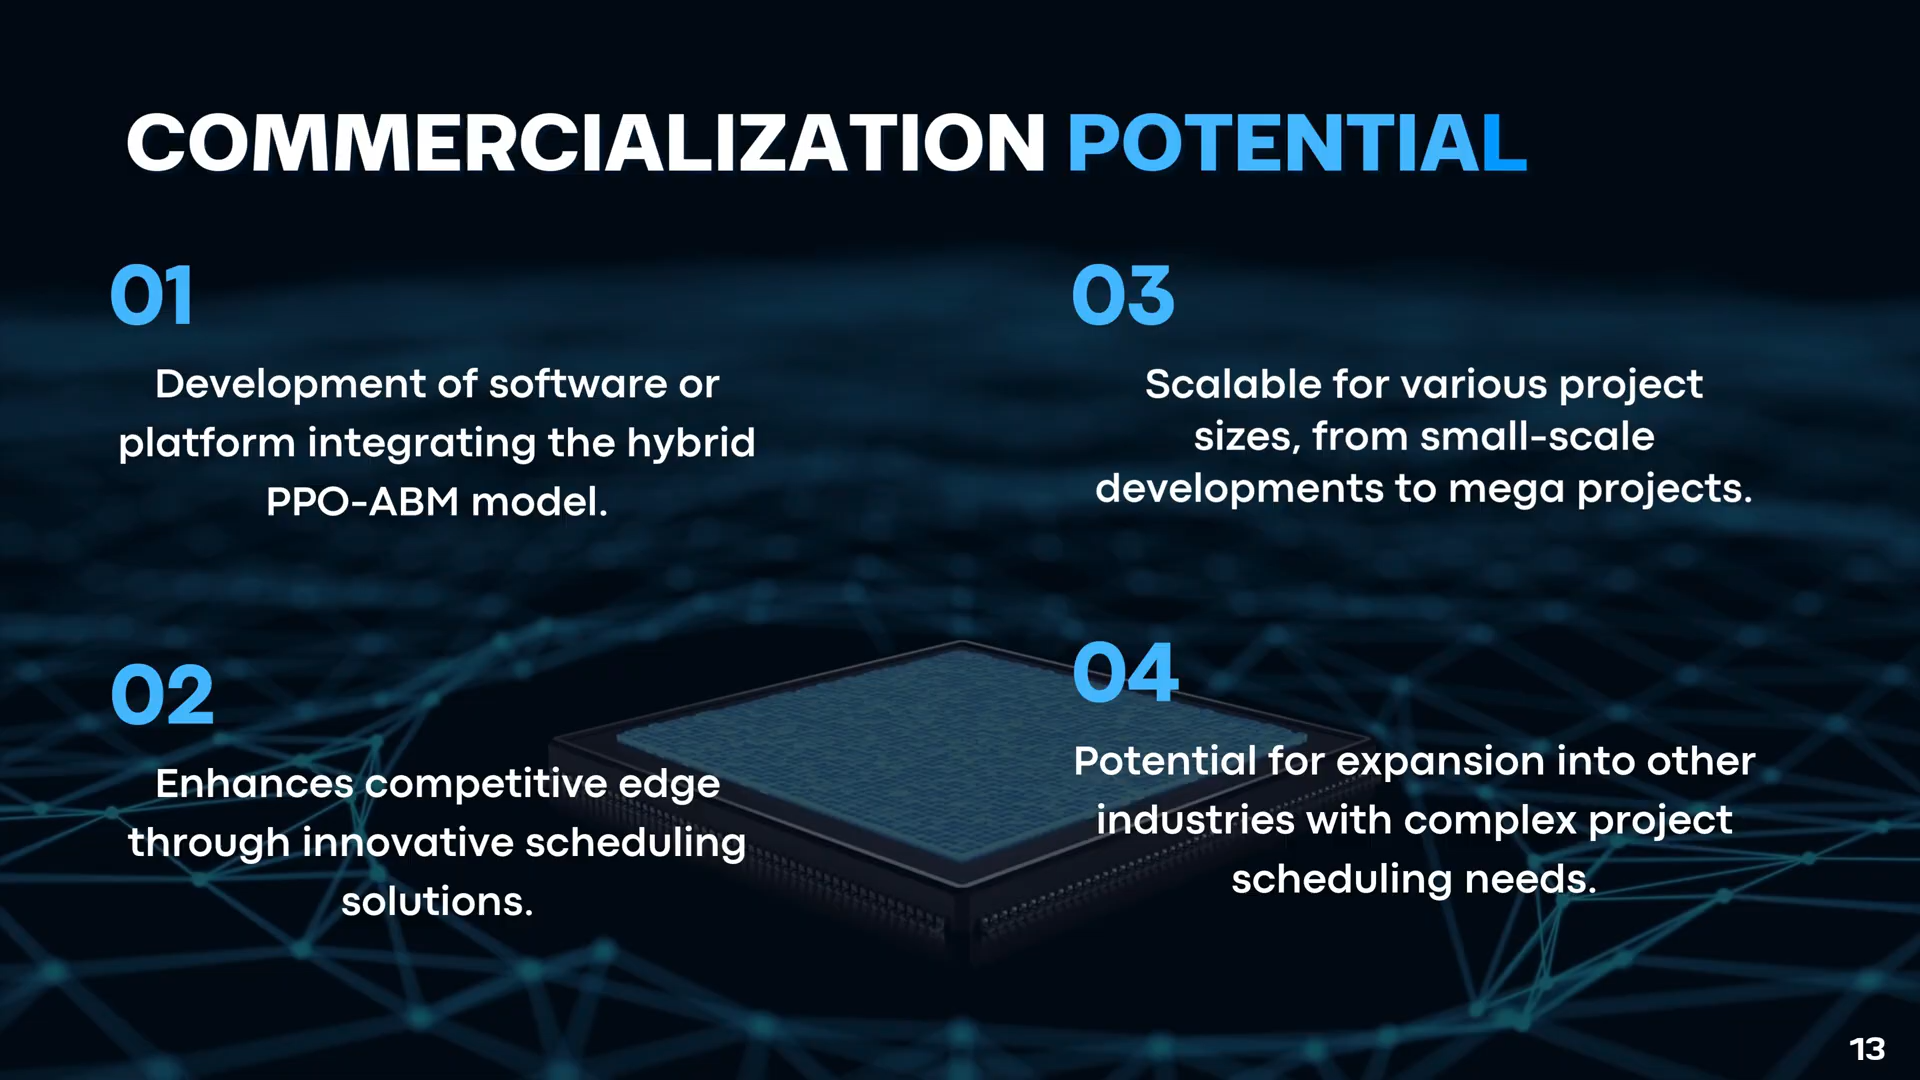 COMMERCIALIZATION POTENTIAL
01
Development of software or
platform integrating the hybrid
PPO-ABM model.
02
Enhances competitive edge
through innovative scheduling
solutions.
03
Scalable for various project
sizes, from small-scale
developments to mega projects.
04
Potential for expansion into other
industries with complex project
scheduling needs.
13